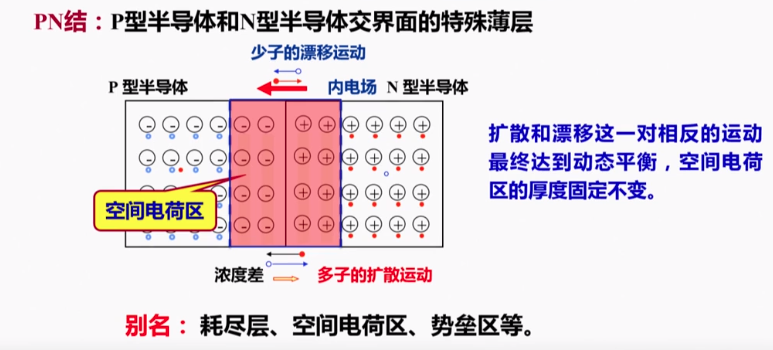 PN结：P型半导体和N型半导体交界面的特殊薄层
少子的漂移运动
P 型半导体
内电场
N 型半导体
扩散和漂移这一对相反的运动
最终达到动态平衡，空间电荷
区的厚度固定不变。
空间电荷区
浓度差
多子的扩散运动
别名： 耗尽层、空间电荷区、势垒区等。